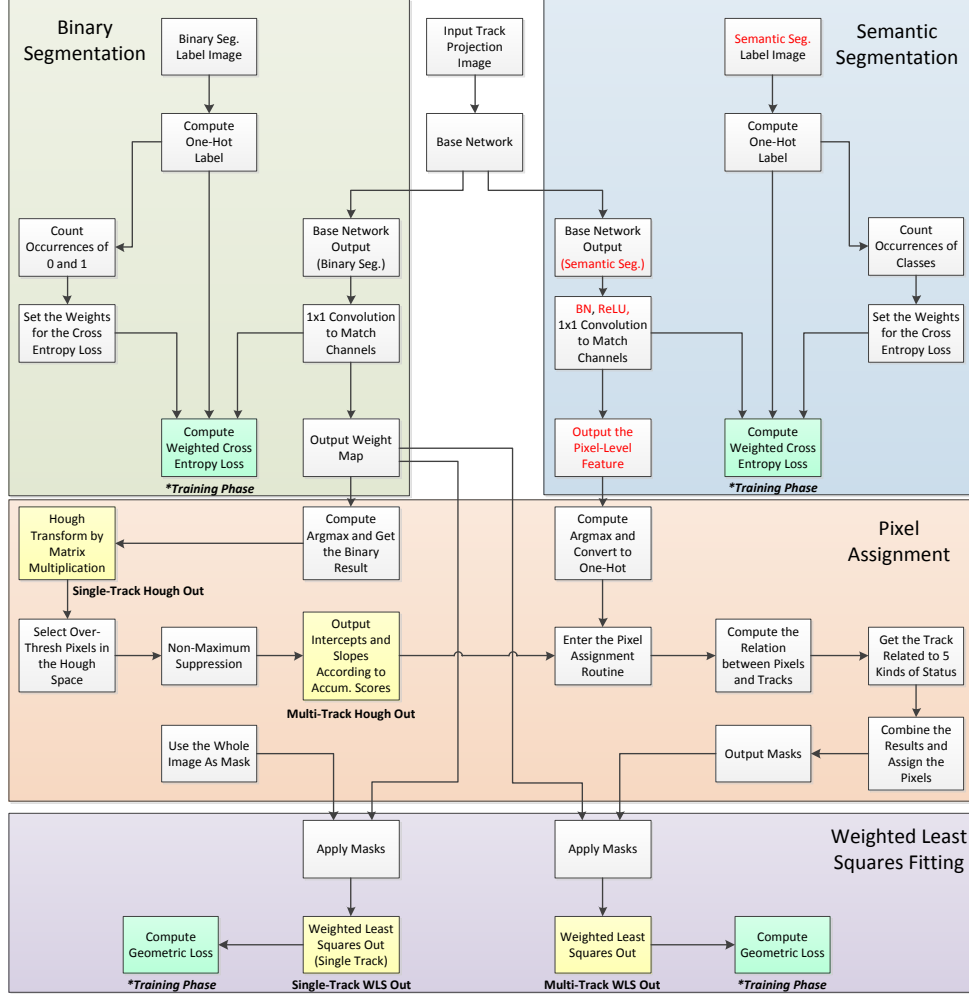 Binary
Segmentation
Binary Seg.
Label Image
Input Track
Projection
Image
Semantic Seg.
Label Image
Semantic
Segmentation
Compute
One-Hot
Label
Base Network
Compute
One-Hot
Label
Count
Occurrences of
0 and 1
Base Network
Output
(Binary Seg.)
Base Network
Output
(Semantic Seg.)
Count
Occurrences of
Classes
Set the Weights
for the Cross
Entropy Loss
1x1 Convolution
to Match
Channels
BN, ReLU,
1x1 Convolution
to Match
Channels
Set the Weights
for the Cross
Entropy Loss
Compute
Weighted Cross
Entropy Loss
*Training Phase
Output Weight
Map
Output the
Pixel-Level
Feature
Compute
Weighted Cross
Entropy Loss
*Training Phase
Hough
Transform by
Matrix
Multiplication
Single-Track Hough Out
Compute
Argmax and Get
the Binary
Result
Compute
Argmax and
Convert to
One-Hot
Pixel
Assignment
Select Over-
Thresh Pixels in
the Hough
Space
Non-Maximum
Suppression
Output
Intercepts and
Slopes
According to
Accum. Scores
Multi-Track Hough Out
Enter the Pixel
Assignment
Routine
Compute the
Relation
between Pixels
and Tracks
Get the Track
Related to 5
Kinds of Status
Use the Whole
Image As Mask
Output Masks
Combine the
Results and
Assign the
Pixels
Apply Masks
Apply Masks
Weighted Least
Squares Fitting
Compute
Geometric Loss
*Training Phase
Weighted Least
Squares Out
(Single Track)
Single-Track WLS Out
Weighted Least
Squares Out
Multi-Track WLS Out
Compute
Geometric Loss
*Training Phase